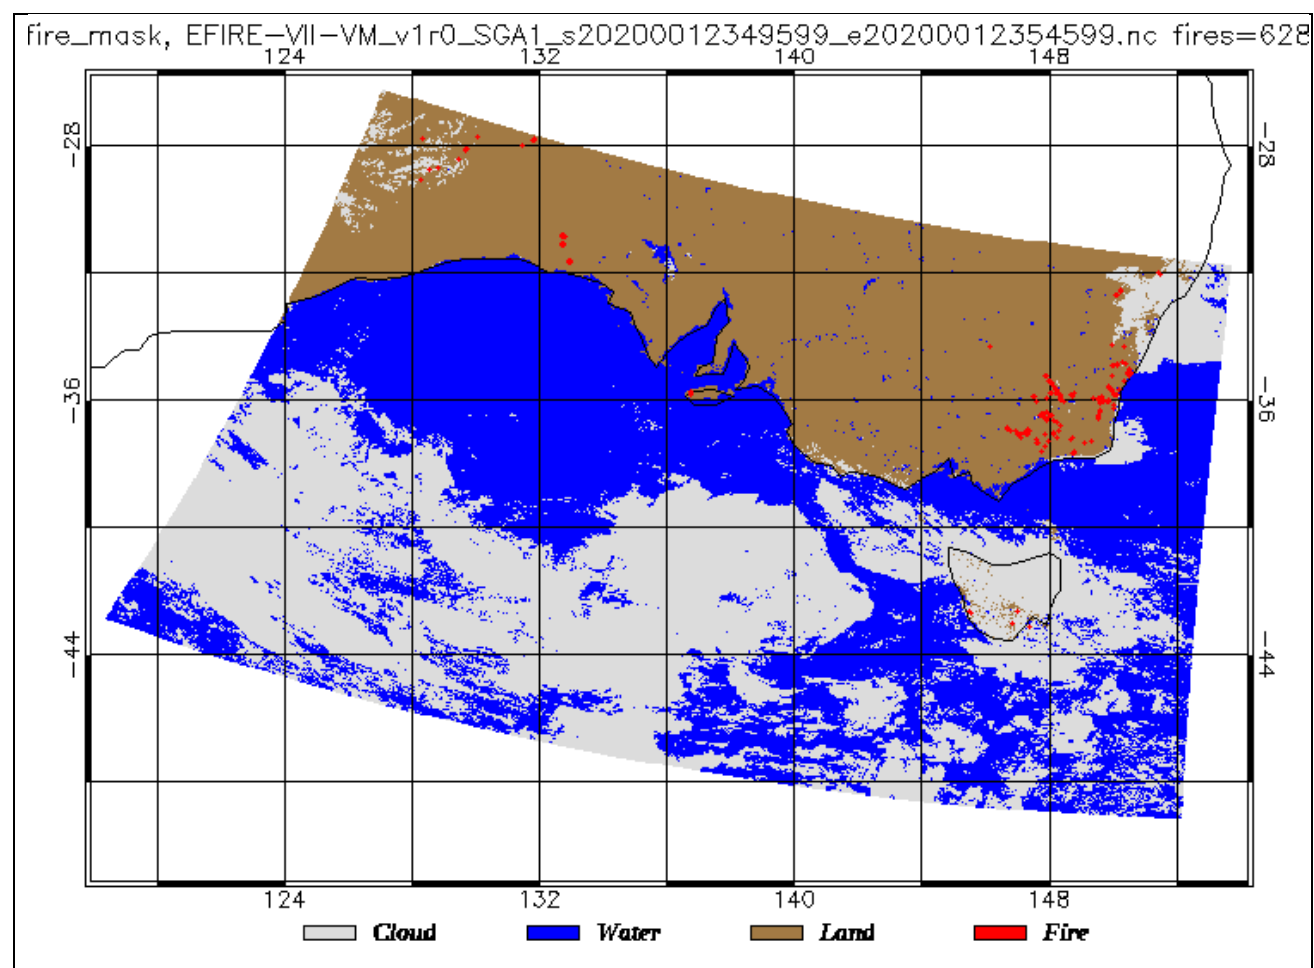 fire_mask, EFIRE-VII-VM_v1r0_SGA1_s20200012349599_e20200012354599.nc fires=628
124 132 140 148
-28 -28
-36 -36
-44 -44
124 132 140 148
Cloud Water Land Fire